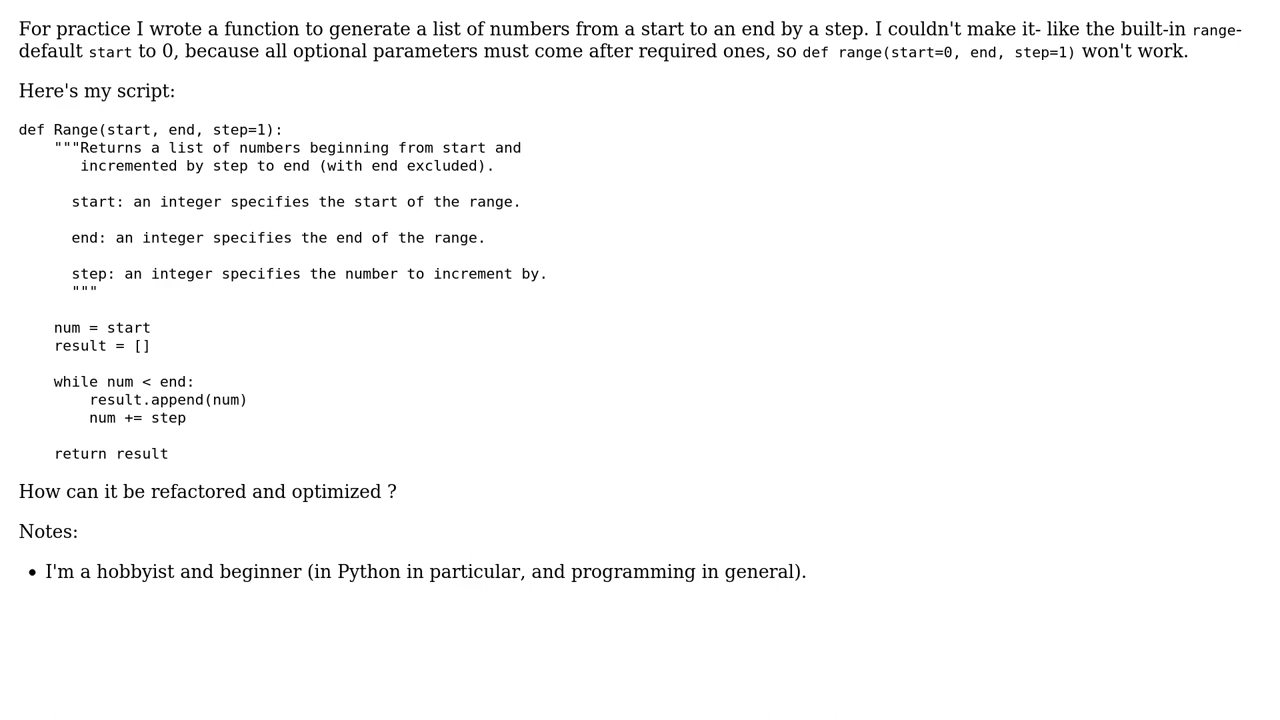 For practice I wrote a function to generate a list of numbers from a start to an end by a step. I couldn't make it- like the built-in range-
default start to 0, because all optional parameters must come after required ones, so def range(start=0, end, step=1) won't work.
Here's my script:
def Range(start, end, step=1):
    """Returns a list of numbers beginning from start and
       incremented by step to end (with end excluded).
      start: an integer specifies the start of the range.
      end: an integer specifies the end of the range.
      step: an integer specifies the number to increment by.
      """
    num = start
    result = []
    while num < end:
        result.append(num)
        num += step
    return result
How can it be refactored and optimized ?
Notes:
• I'm a hobbyist and beginner (in Python in particular, and programming in general).